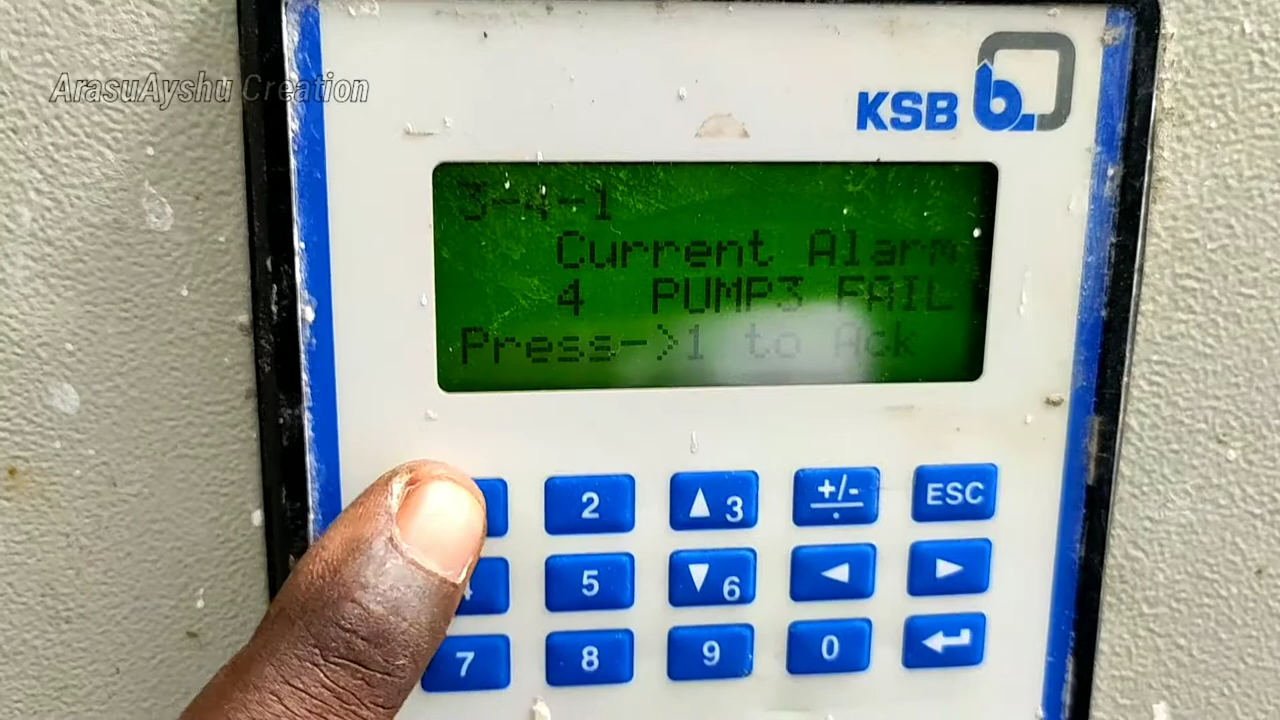 ArasuAyshu Creation
KSB b
3-4-1
Current Alarm
4 PUMP3 FAIL
Press->1 to Ack
2 3 +/- ESC
4 5 6
7 8 9 0